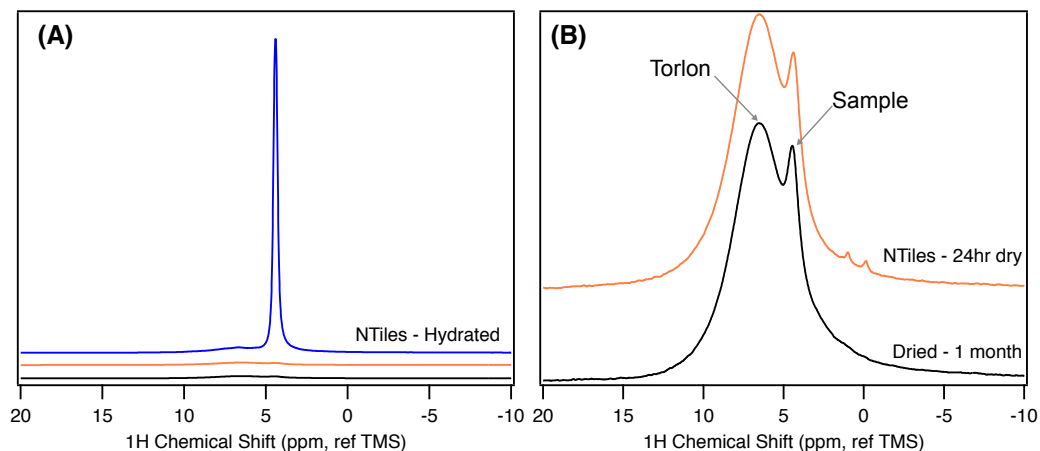 (A)
NTiles - Hydrated
20 15 10 5 0 -5 -10
1H Chemical Shift (ppm, ref TMS)
(B)
Torlon
Sample
NTiles - 24hr dry
Dried - 1 month
20 15 10 5 0 -5 -10
1H Chemical Shift (ppm, ref TMS)